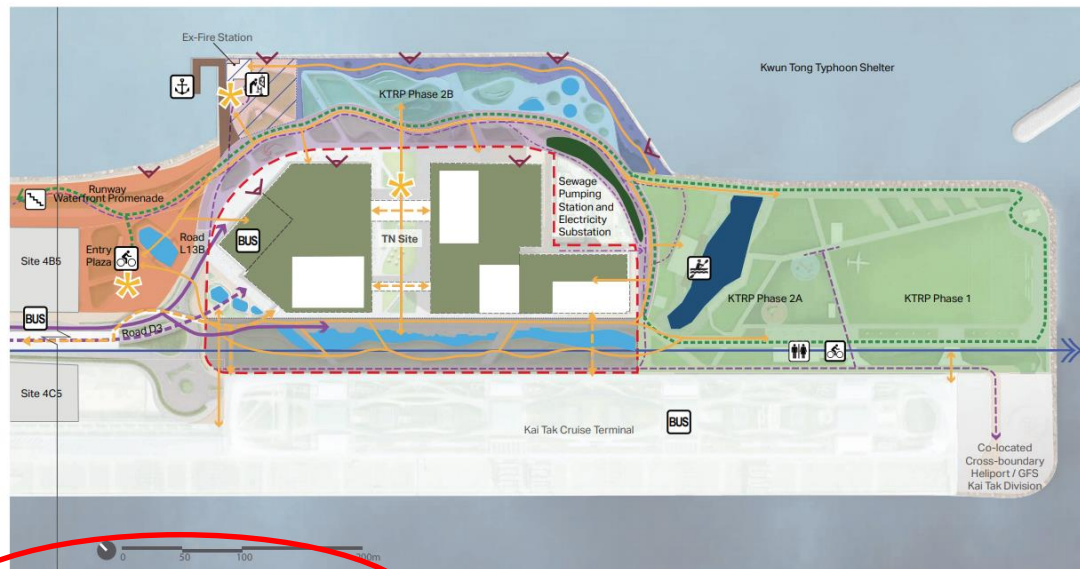 Ex-Fire Station
Kwun Tong Typhoon Shelter
KTRP Phase 2B
Runway
Waterfront Promenade
Sewage
Pumping
Station and
Electricity
Substation
Road
L13B
BUS
TN Site
Entry
Plaza
Site 4B5
KTRP Phase 2A
KTRP Phase 1
BUS
Road D3
Site 4C5
BUS
Kai Tak Cruise Terminal
Co-located
Cross-boundary
Heliport / GFS
Kai Tak Division
0 50 100 200m